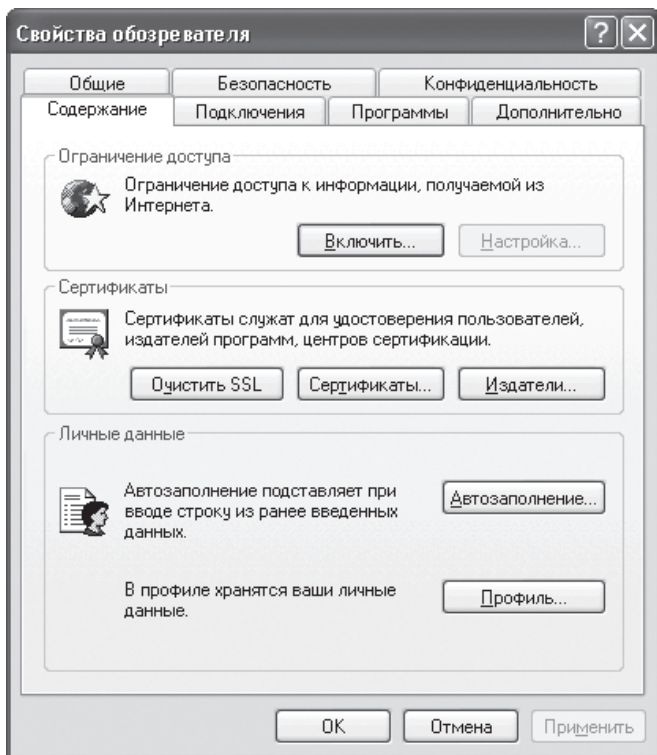 Свойства обозревателя
Общие Безопасность Конфиденциальность
Содержание Подключения Программы Дополнительно
Ограничение доступа
Ограничение доступа к информации, получаемой из
Интернета.
Включить... Настройка...
Сертификаты
Сертификаты служат для удостоверения пользователей,
издателей программ, центров сертификации.
Очистить SSL Сертификаты... Издатели...
Личные данные
Автозаполнение подставляет при
вводе строку из ранее введенных
данных.
Автозаполнение...
В профиле хранятся ваши личные
данные.
Профиль...
OK Отмена Применить